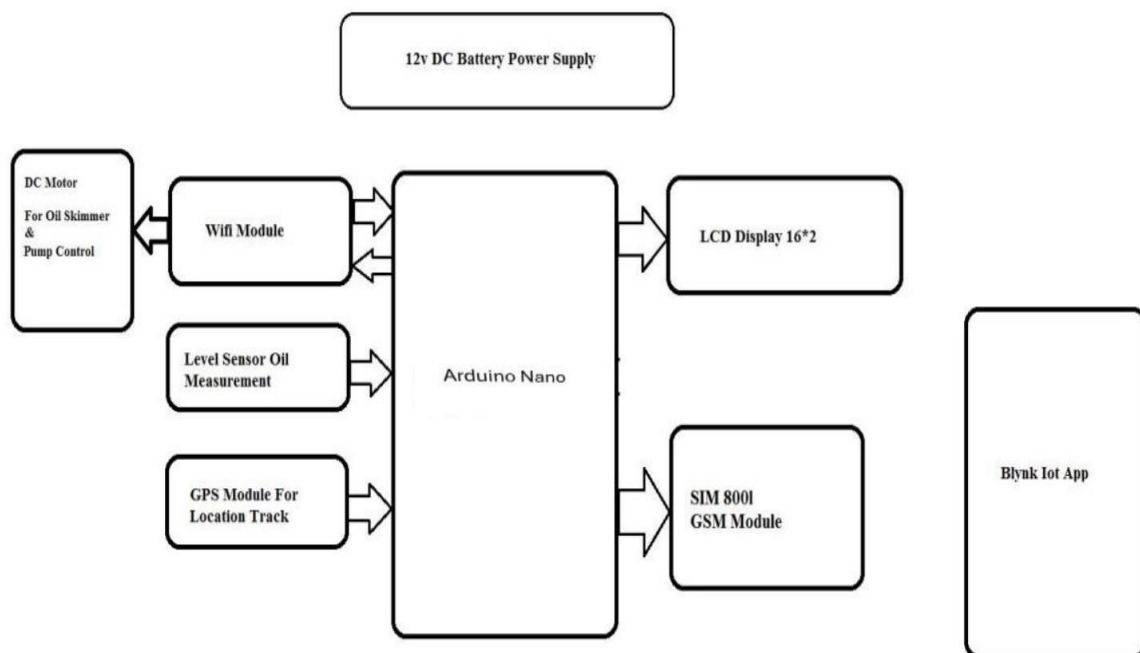 12v DC Battery Power Supply
DC Motor
For Oil Skimmer
&
Pump Control
Wifi Module
LCD Display 16*2
Level Sensor Oil
Measurement
Arduino Nano
GPS Module For
Location Track
SIM 800l
GSM Module
Blynk Iot App